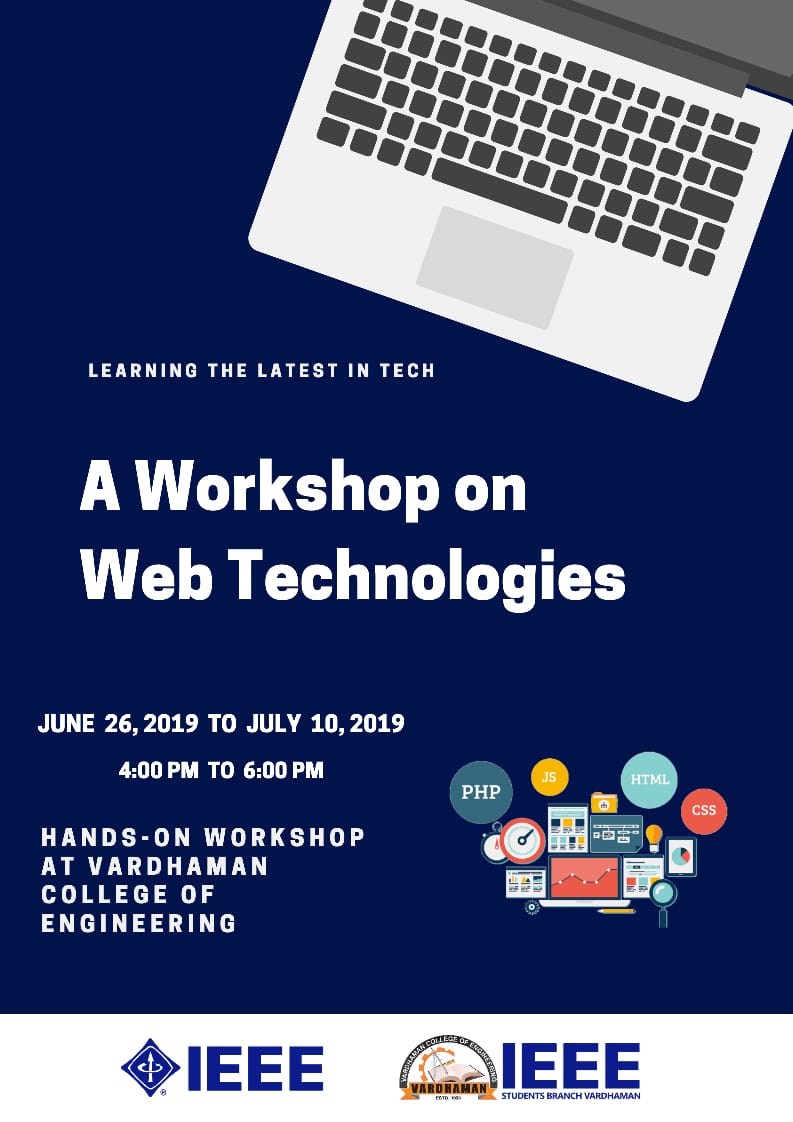 LEARNING THE LATEST IN TECH
A Workshop on
Web Technologies
JUNE 26, 2019 TO JULY 10, 2019
4:00 PM TO 6:00 PM
HANDS-ON WORKSHOP
AT VARDHAMAN
COLLEGE OF
ENGINEERING
PHP
JS
HTML
CSS
IEEE
®
VARDHAMAN COLLEGE OF ENGINEERING
VARDHAMAN
IEEE
STUDENTS BRANCH VARDHAMAN